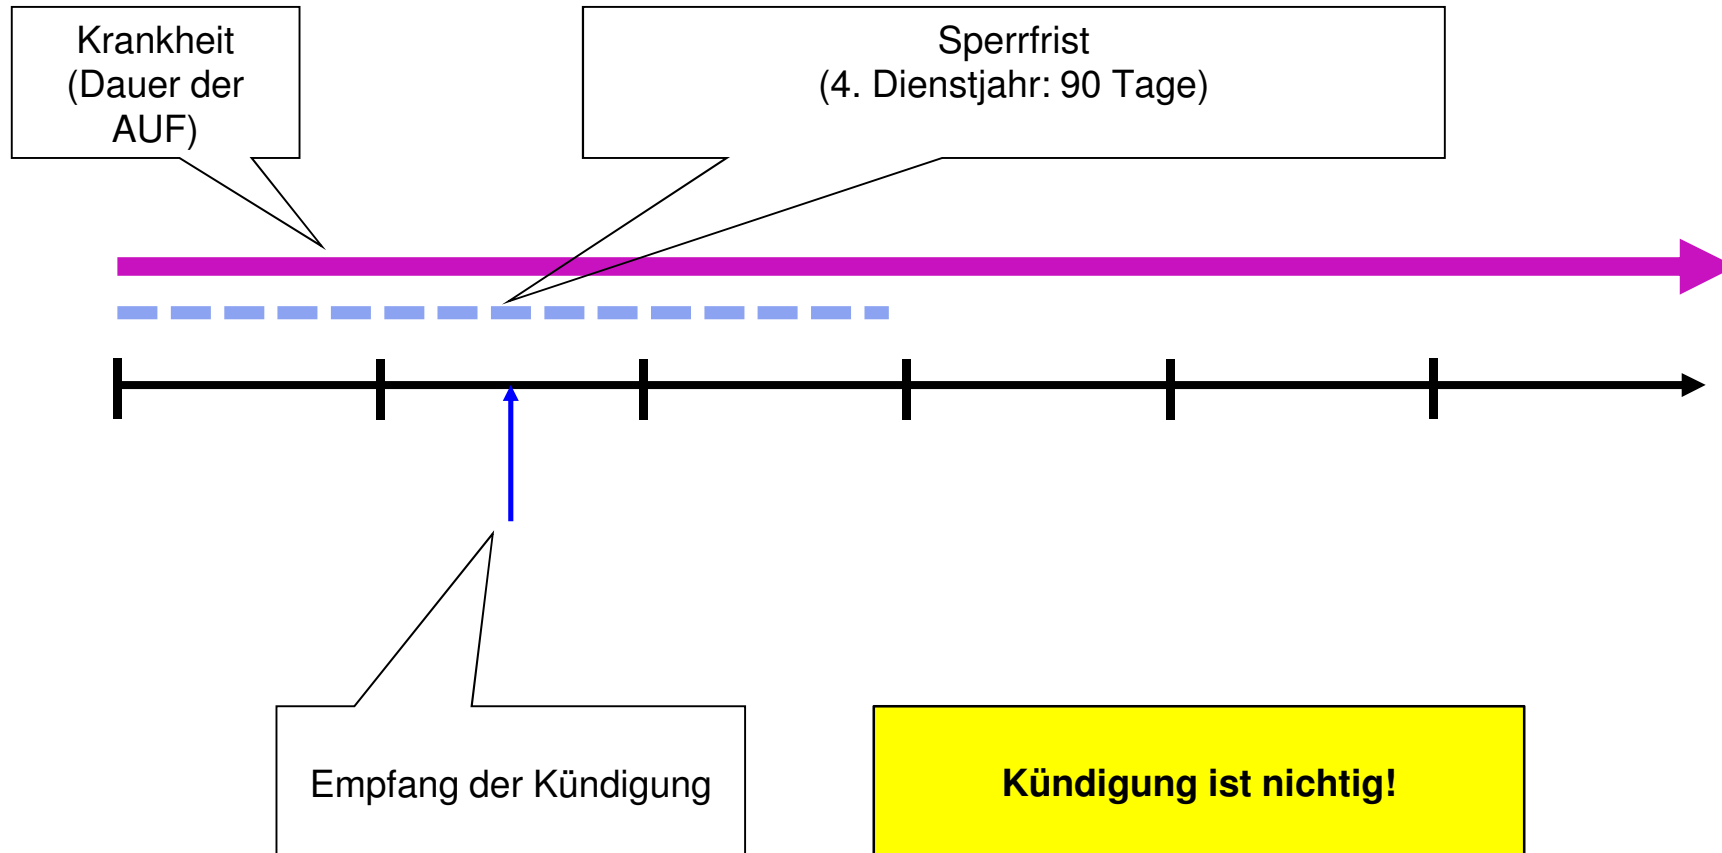 Krankheit
(Dauer der
AUF)
Sperrfrist
(4. Dienstjahr: 90 Tage)
Empfang der Kündigung
Kündigung ist nichtig!